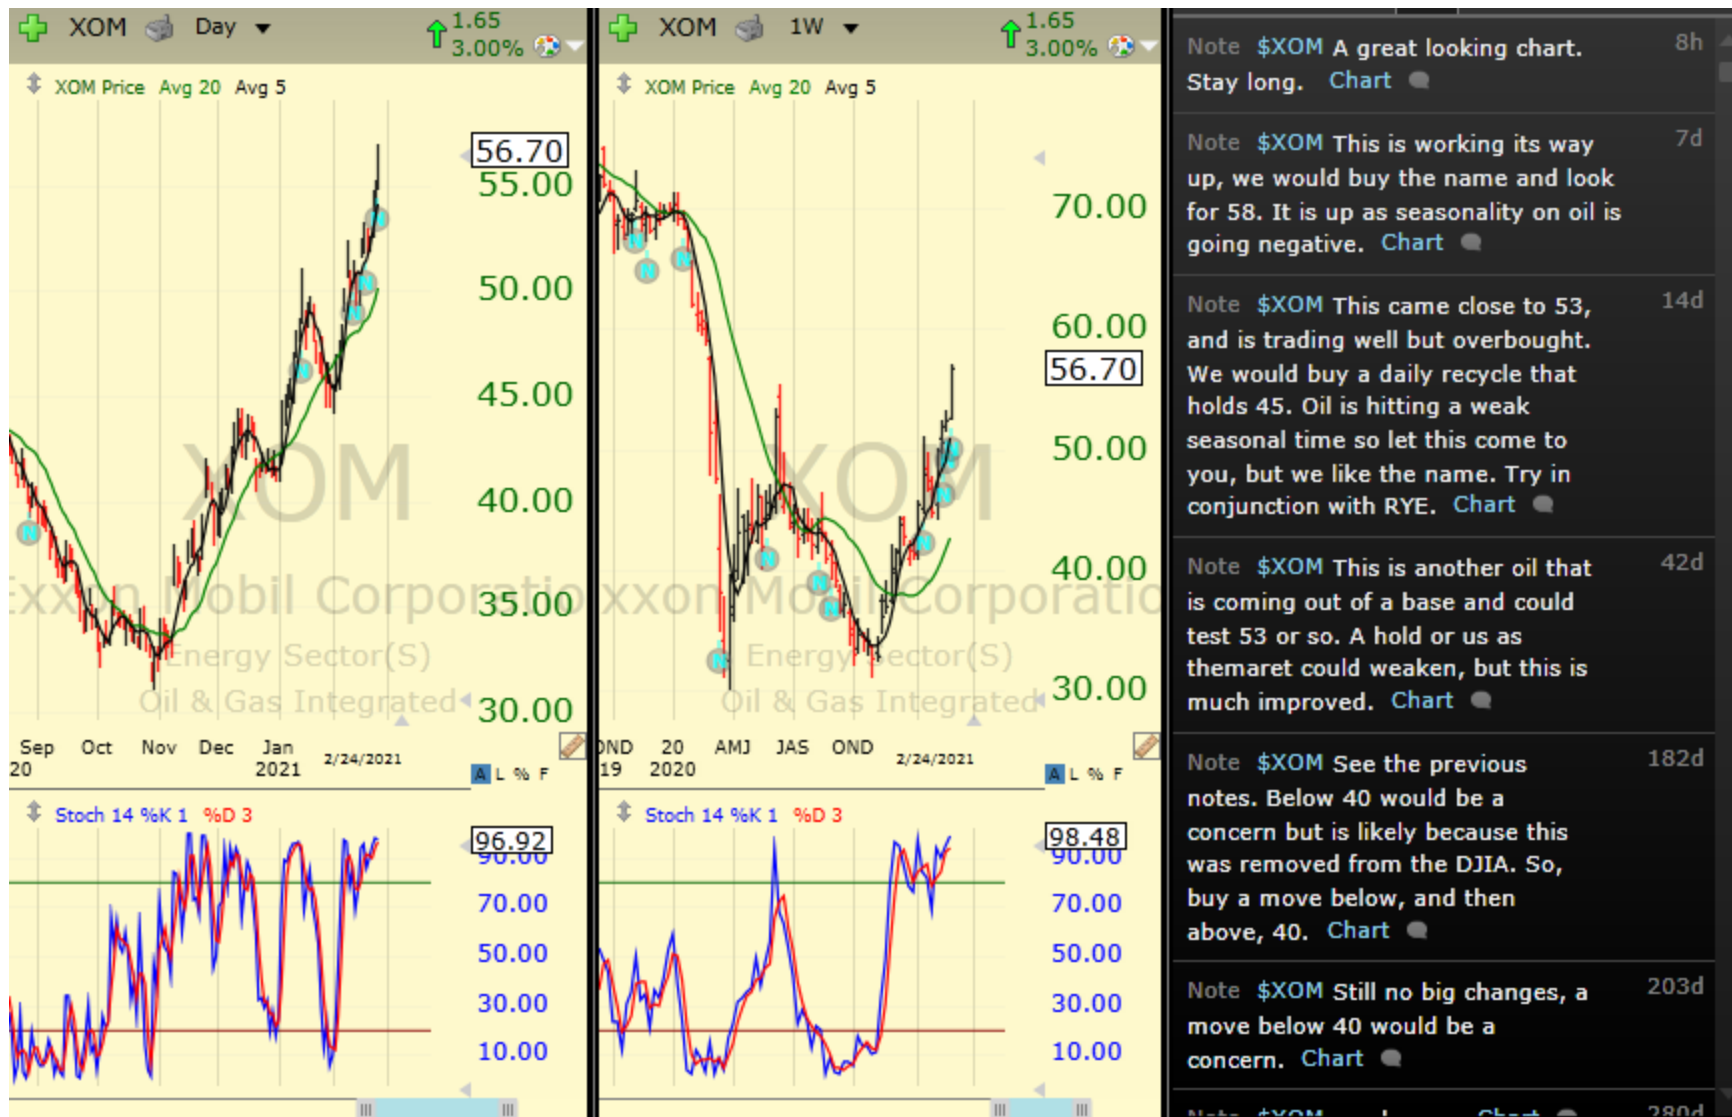 XOM Day 1.65
3.00%
XOM Price Avg 20 Avg 5
56.70
55.00
50.00
45.00
40.00
35.00
30.00
XOM
Exxon Mobil Corporatio
Energy Sector(S)
Oil & Gas Integrated
Sep Oct Nov Dec Jan 2/24/2021
20 2021
A L % F
Stoch 14 %K 1 %D 3
96.92
90.00
70.00
50.00
30.00
10.00
XOM 1W 1.65
3.00%
XOM Price Avg 20 Avg 5
70.00
60.00
56.70
50.00
40.00
30.00
XOM
xxon Mobil Corporatio
Energy Sector(S)
Oil & Gas Integrated
OND 20 AMJ JAS OND 2/24/2021
19 2020
A L % F
Stoch 14 %K 1 %D 3
98.48
90.00
70.00
50.00
30.00
10.00
Note $XOM A great looking chart. 8h
Stay long. Chart
Note $XOM This is working its way 7d
up, we would buy the name and look
for 58. It is up as seasonality on oil is
going negative. Chart
Note $XOM This came close to 53, 14d
and is trading well but overbought.
We would buy a daily recycle that
holds 45. Oil is hitting a weak
seasonal time so let this come to
you, but we like the name. Try in
conjunction with RYE. Chart
Note $XOM This is another oil that 42d
is coming out of a base and could
test 53 or so. A hold or us as
themaret could weaken, but this is
much improved. Chart
Note $XOM See the previous 182d
notes. Below 40 would be a
concern but is likely because this
was removed from the DJIA. So,
buy a move below, and then
above, 40. Chart
Note $XOM Still no big changes, a 203d
move below 40 would be a
concern. Chart
Note $XOM Chart 280d